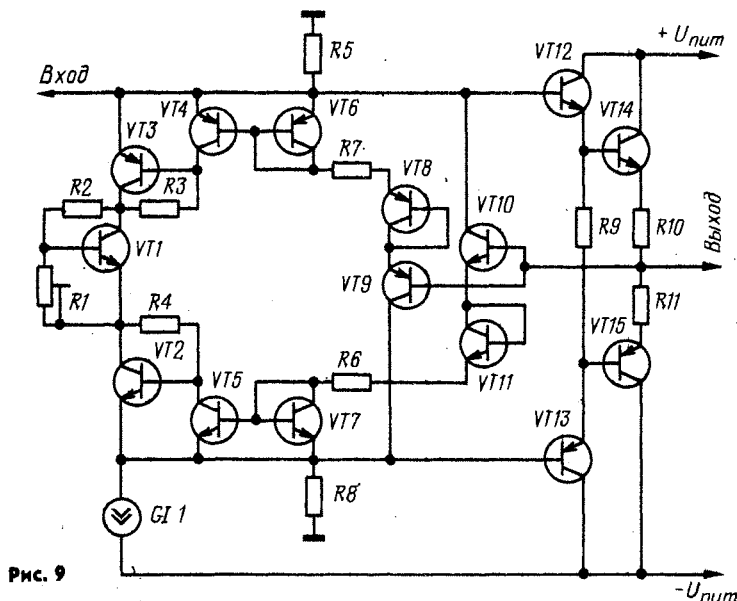 R5
VT12
+ Uпит
Вход
VT4
VT6
VT14
VT3
R7
VT8
R2
R3
VT10
R9
R10
Выход
VT1
VT9
R1
R4
R11
VT15
VT2
R6
VT5
VT11
VT7
VT13
R8
GI 1
Рис. 9
-Uпит